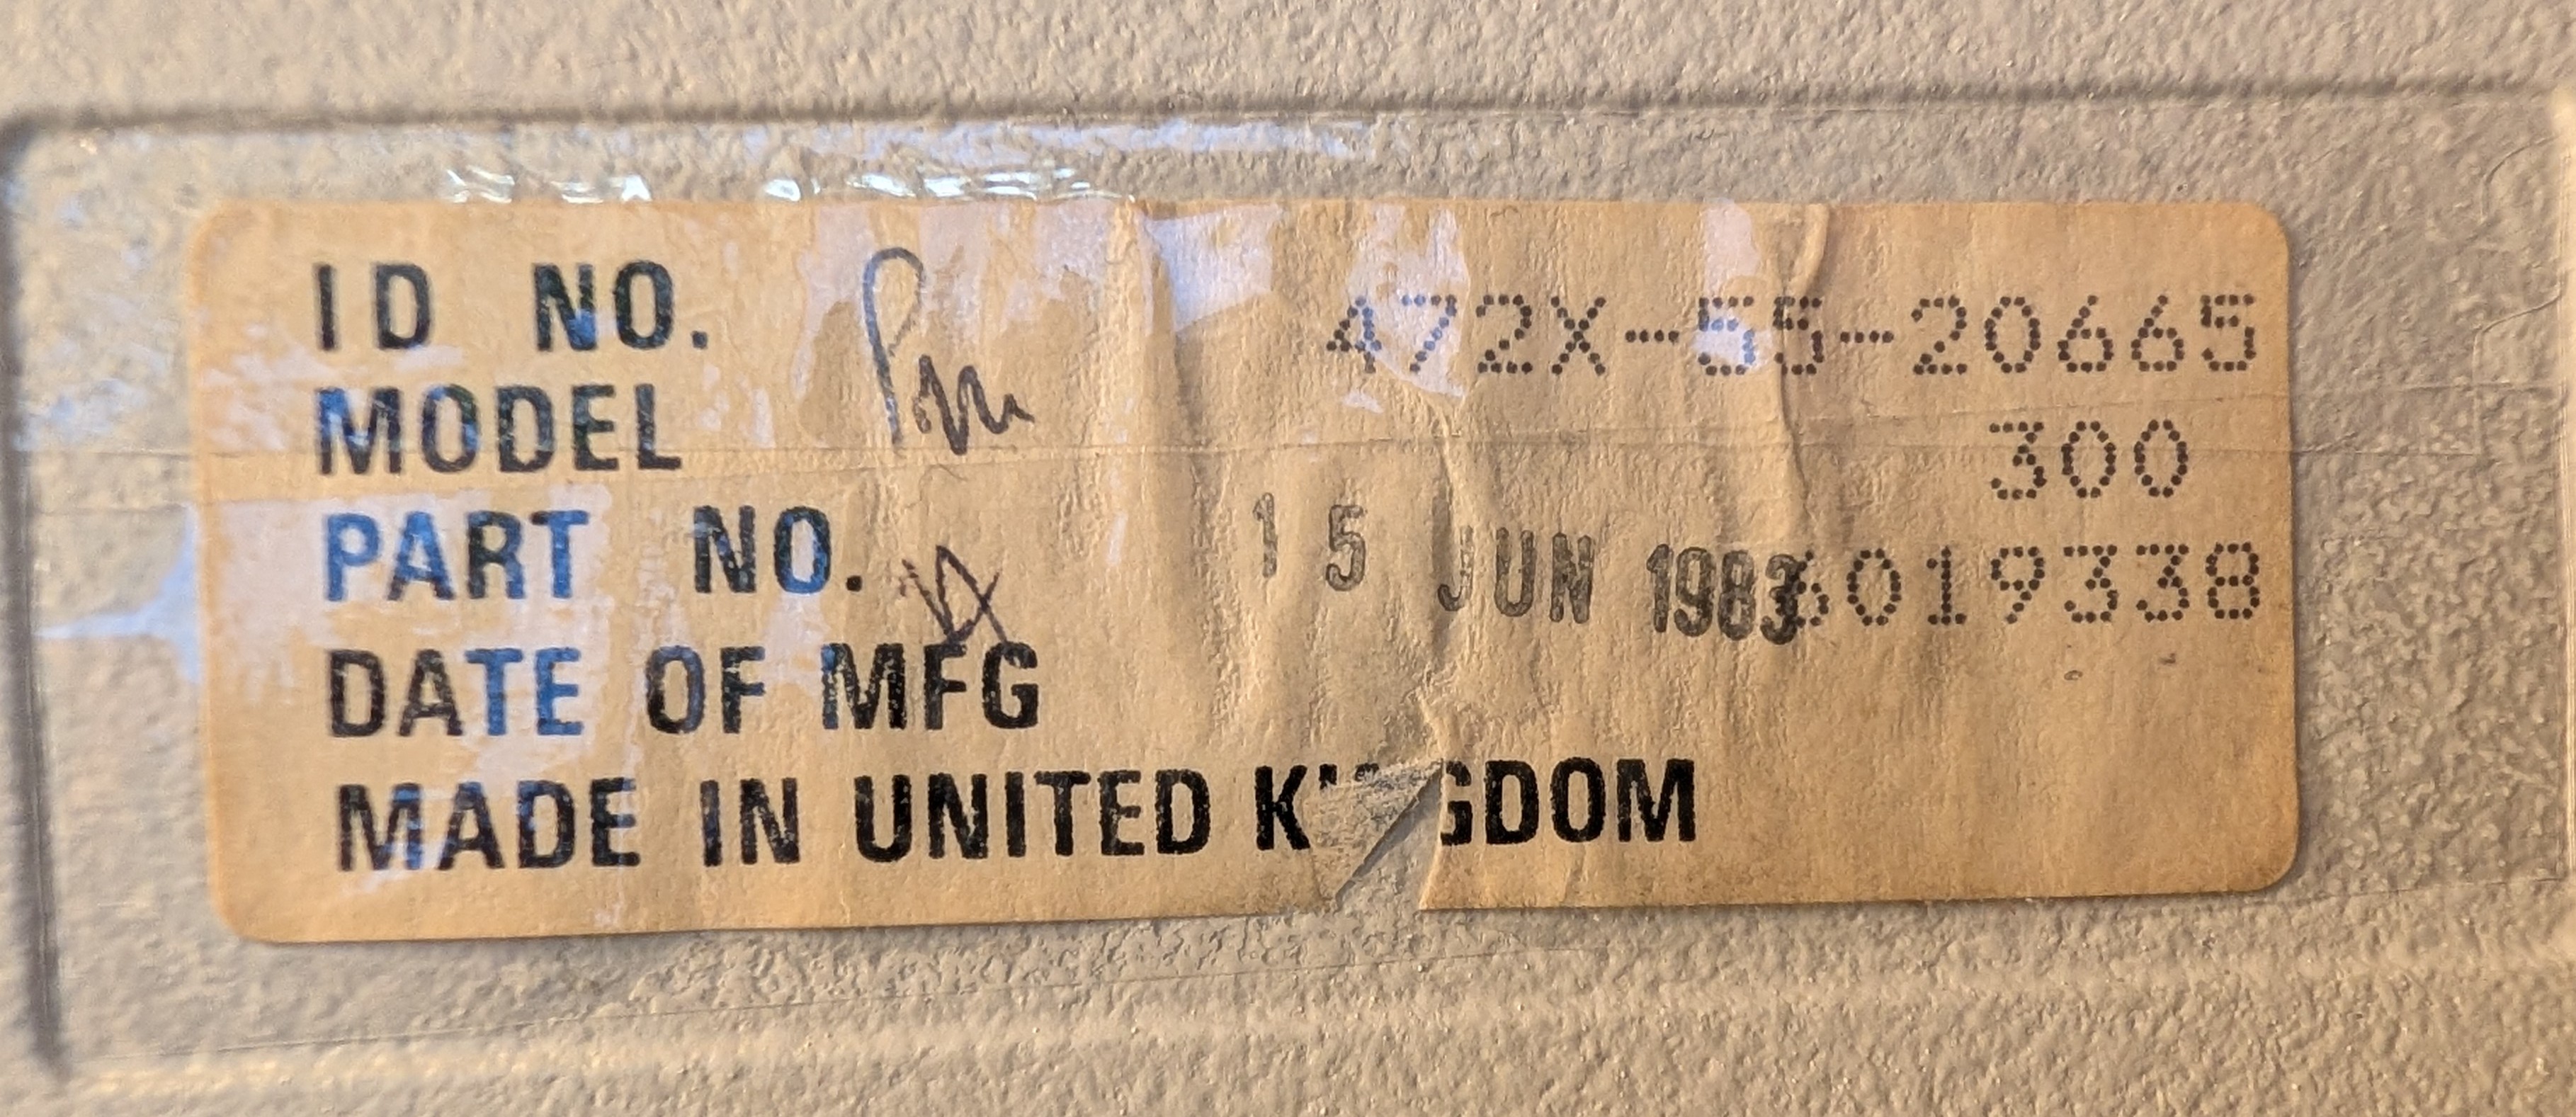 ID NO. 472X-55-20665
MODEL 300
PART NO. 6019338
15 JUN 1983
DATE OF MFG
MADE IN UNITED KINGDOM